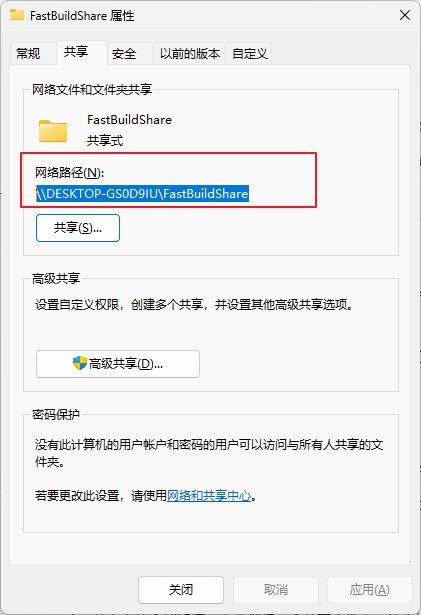 FastBuildShare 属性
常规
共享
安全
以前的版本
自定义
网络文件和文件夹共享
FastBuildShare
共享式
网络路径(N):
\\DESKTOP-GS0D9IU\FastBuildShare
共享(S)...
高级共享
设置自定义权限，创建多个共享，并设置其他高级共享选项。
高级共享(D)...
密码保护
没有此计算机的用户帐户和密码的用户可以访问与所有人共享的文
件夹。
若要更改此设置，请使用网络和共享中心。
关闭
取消
应用(A)